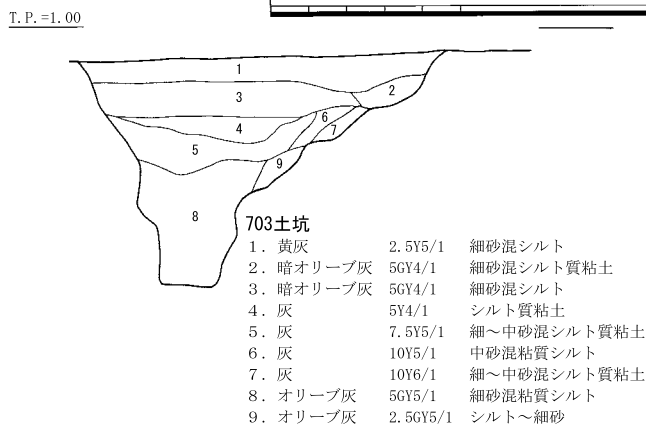 T.P.=1.00
1
2
3
4
6
7
5
9
8
703土坑
1. 黄灰 2.5Y5/1 細砂混シルト
2. 暗オリーブ灰 5GY4/1 細砂混シルト質粘土
3. 暗オリーブ灰 5GY4/1 細砂混シルト
4. 灰 5Y4/1 シルト質粘土
5. 灰 7.5Y5/1 細～中砂混シルト質粘土
6. 灰 10Y5/1 中砂混粘質シルト
7. 灰 10Y6/1 細～中砂混シルト質粘土
8. オリーブ灰 5GY5/1 細砂混粘質シルト
9. オリーブ灰 2.5GY5/1 シルト～細砂